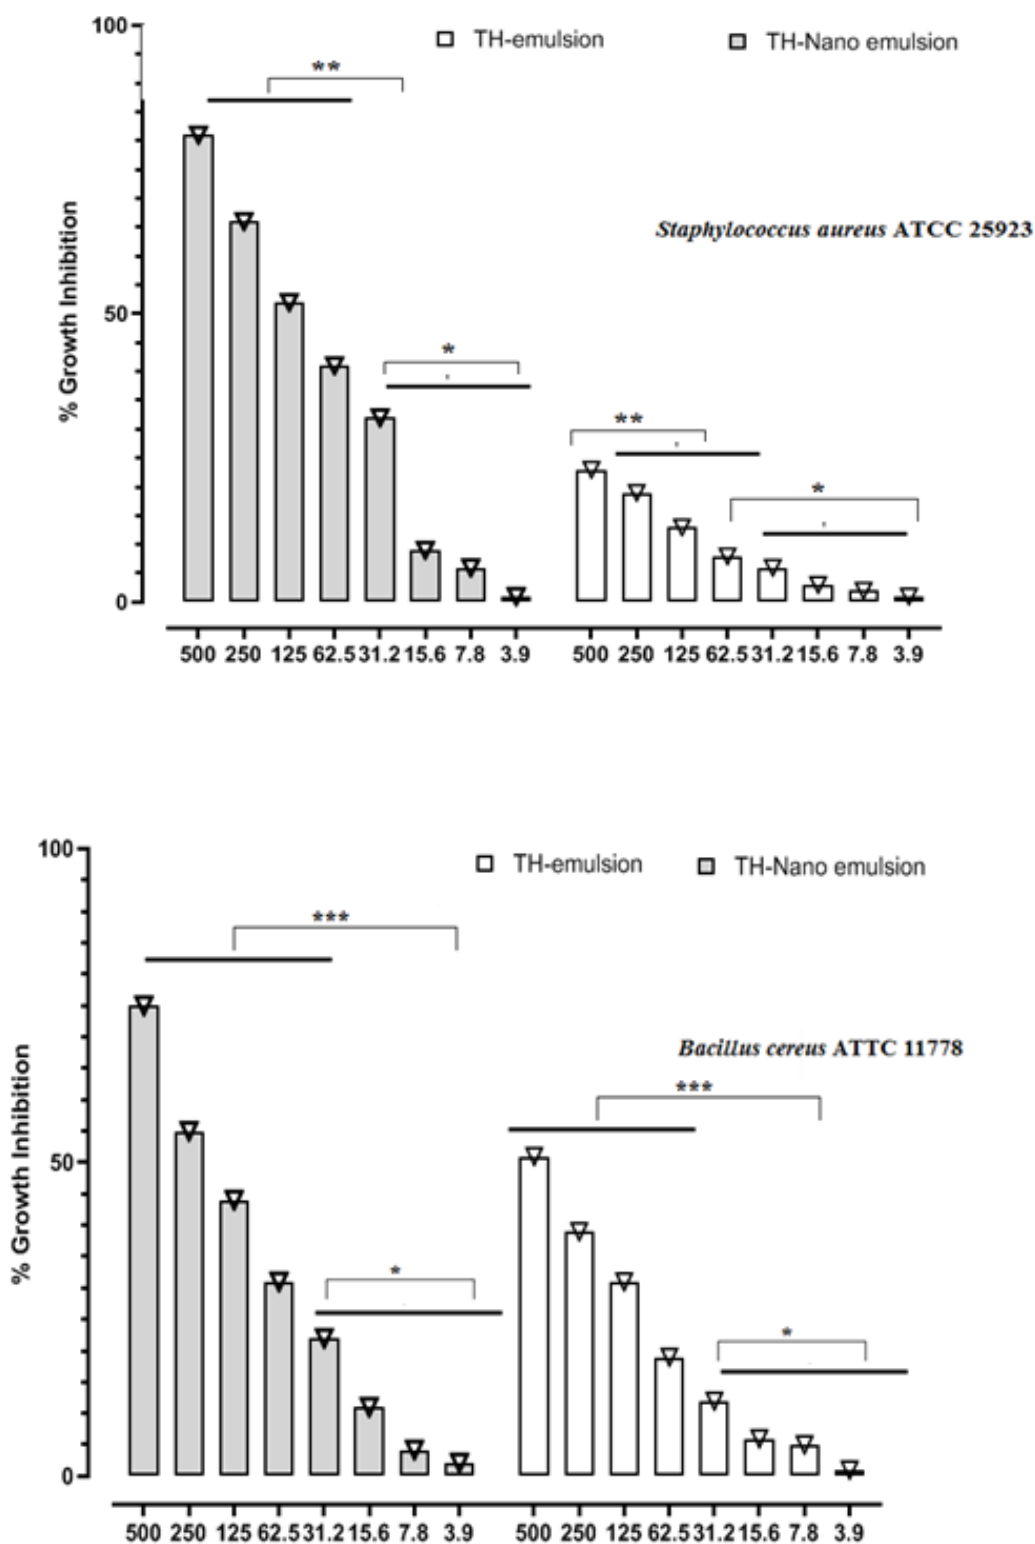 100
TH-emulsion TH-Nano emulsion
**
% Growth Inhibition
Staphylococcus aureus ATCC 25923
50
*
**
*
0
500 250 125 62.5 31.2 15.6 7.8 3.9 500 250 125 62.5 31.2 15.6 7.8 3.9
100
TH-emulsion TH-Nano emulsion
***
% Growth Inhibition
Bacillus cereus ATTC 11778
***
50
*
*
0
500 250 125 62.5 31.2 15.6 7.8 3.9 500 250 125 62.5 31.2 15.6 7.8 3.9